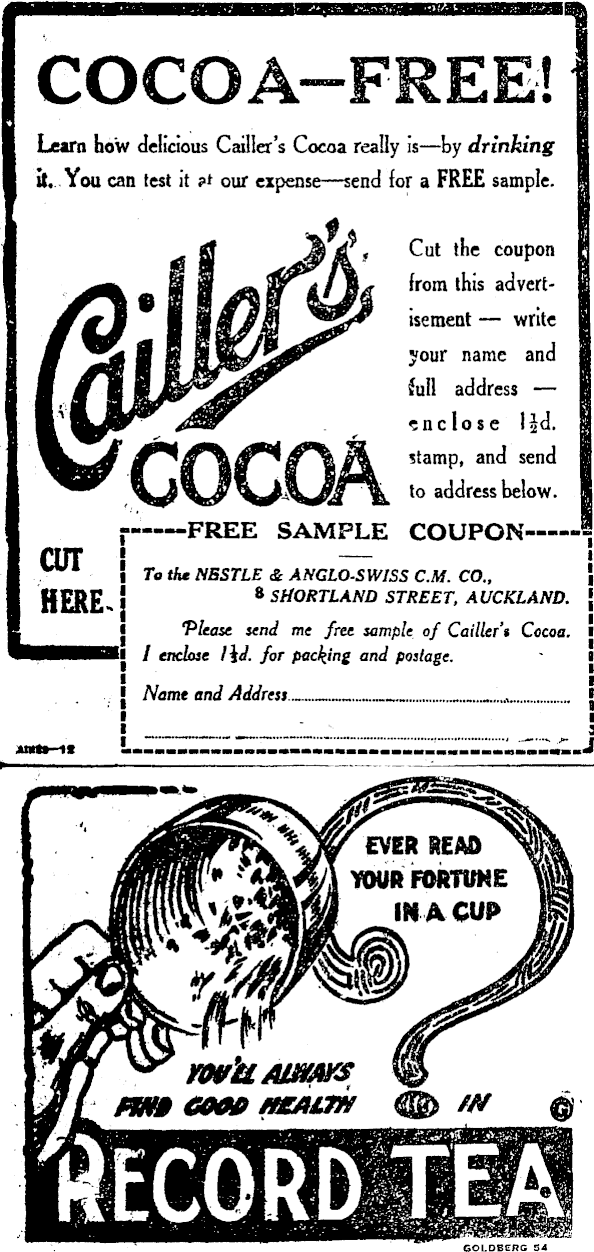 COCOA—FREE!
Learn how delicious Cailler's Cocoa really is—by drinking
it. You can test it at our expense—send for a FREE sample.
Cailler's
COCOA
Cut the coupon
from this advert-
isement — write
your name and
full address —
enclose 1½d.
stamp, and send
to address below.
CUT
HERE
FREE SAMPLE COUPON
To the NESTLE & ANGLO-SWISS C.M. CO.,
8 SHORTLAND STREET, AUCKLAND.
Please send me free sample of Cailler's Cocoa.
I enclose 1½d. for packing and postage.
Name and Address
EVER READ
YOUR FORTUNE
IN A CUP
YOU'LL ALWAYS
FIND GOOD HEALTH IN
G
RECORD TEA
GOLDBERG 54